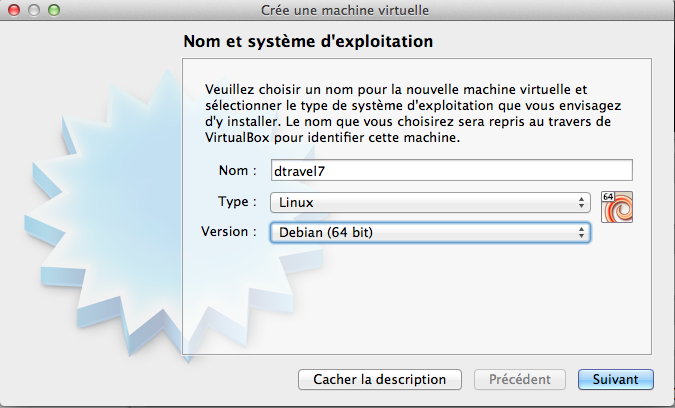 Crée une machine virtuelle
Nom et système d'exploitation
Veuillez choisir un nom pour la nouvelle machine virtuelle et
sélectionner le type de système d'exploitation que vous envisagez
d'y installer. Le nom que vous choisirez sera repris au travers de
VirtualBox pour identifier cette machine.
Nom : dtravel7
Type : Linux
64
Version : Debian (64 bit)
Cacher la description Précédent Suivant